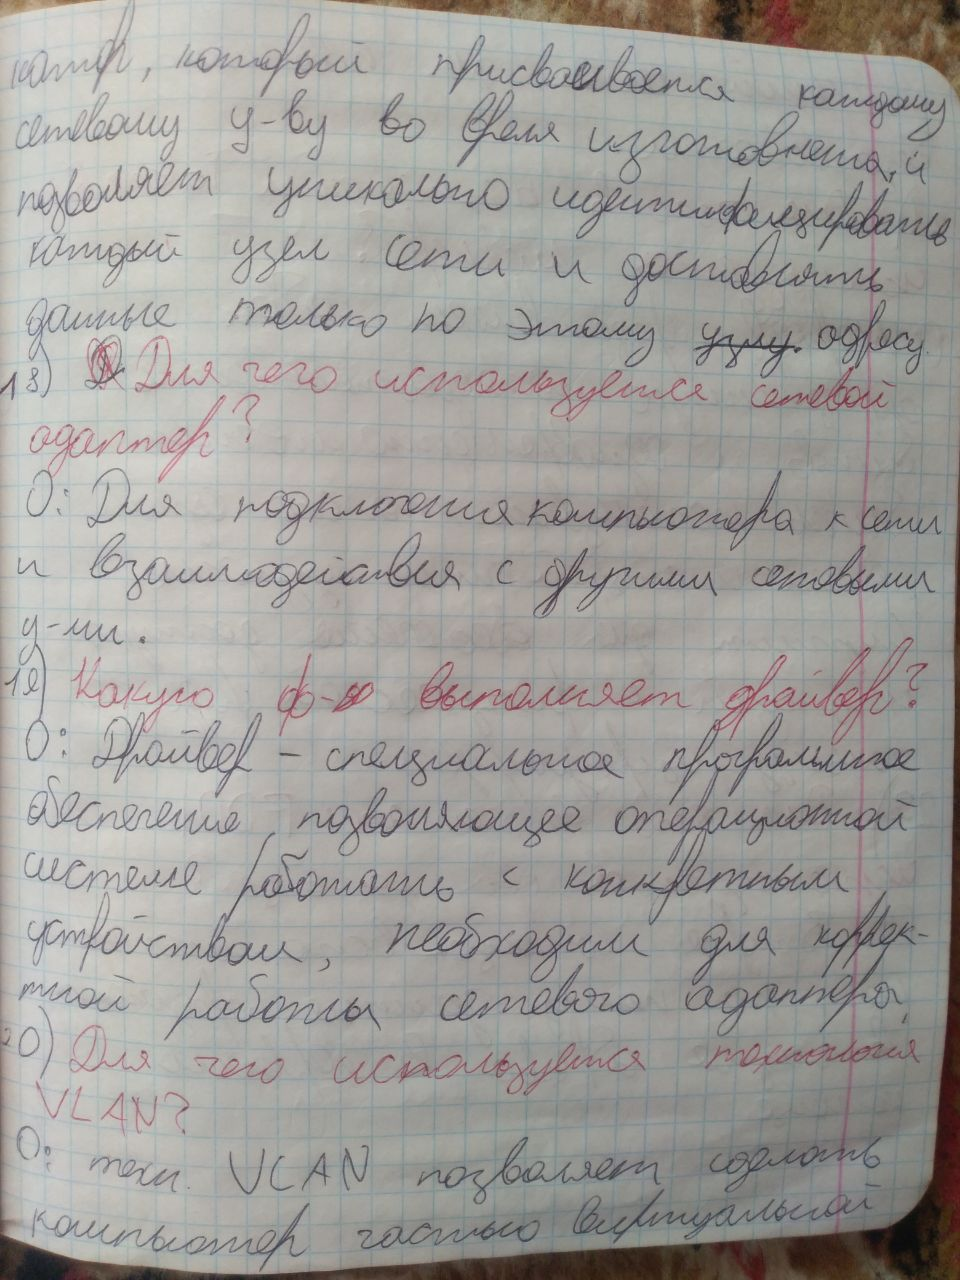 катор, который присваивается каждому
сетевому у-ву во время изготовления, и
позволяет уникально идентифицировать
каждый узел сети и доставлять
данные только по этому узлу. адресу.
18) Для чего используется сетевой
адаптер?
О: Для подключения компьютера к сети
и взаимодействия с другими сетевыми
у-ми.
19) Какую ф-ю выполняет драйвер?
О: Драйвер – специальное программное
обеспечение, позволяющее операционной
системе работать с конкретным
устройством, необходим для коррек-
тной работы сетевого адаптера.
20) Для чего используется технология
VLAN?
О: техн. VLAN позволяет сделать
компьютер частью виртуальной